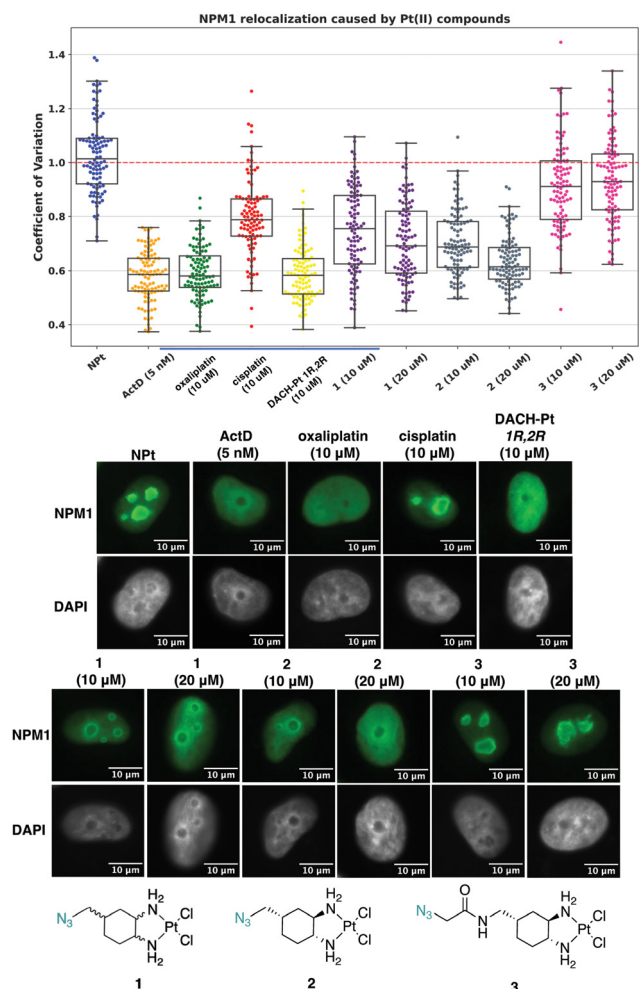 NPM1 relocalization caused by Pt(II) compounds
Coefficient of Variation
1.4
1.2
1.0
0.8
0.6
0.4
NPt
ActD (5 nM)
oxaliplatin
(10 uM)
cisplatin
(10 uM)
DACH-Pt 1R,2R
(10 uM)
1 (10 uM)
1 (20 uM)
2 (10 uM)
2 (20 uM)
3 (10 uM)
3 (20 uM)
NPt
ActD
(5 nM)
oxaliplatin
(10 µM)
cisplatin
(10 µM)
DACH-Pt
1R,2R
(10 µM)
NPM1
10 µm
10 µm
10 µm
10 µm
10 µm
DAPI
10 µm
10 µm
10 µm
10 µm
10 µm
1
(10 µM)
1
(20 µM)
2
(10 µM)
2
(20 µM)
3
(10 µM)
3
(20 µM)
NPM1
10 µm
10 µm
10 µm
10 µm
10 µm
10 µm
DAPI
10 µm
10 µm
10 µm
10 µm
10 µm
10 µm
N3
H2
N
Pt
Cl
Cl
N
H2
1
N3
H2
N
Pt
Cl
Cl
N
H2
2
N3
O
N
H
H2
N
Pt
Cl
Cl
N
H2
3